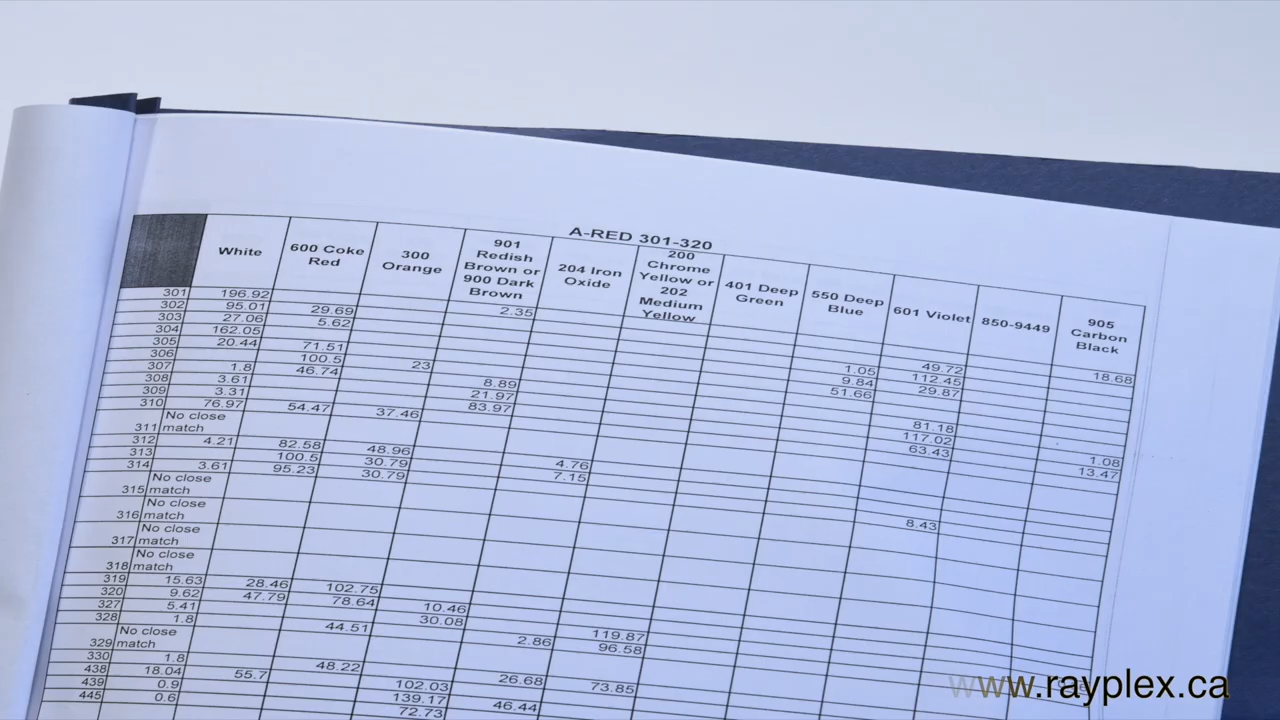 A-RED 301-320
White 600 Coke Red 300 Orange 901 Redish Brown or 900 Dark Brown 204 Iron Oxide 200 Chrome Yellow or 202 Medium Yellow 401 Deep Green 550 Deep Blue 601 Violet 850-9449 905 Carbon Black
301 196.92 2.35 49.72 18.68
302 95.01 29.69 1.05 112.45
303 27.06 5.62 9.84 29.87
304 162.05 51.66
305 20.44 71.51
306 100.5 23 81.18
307 1.8 46.74 8.89 117.02
308 3.61 21.97 63.43 1.08
309 3.31 83.97 13.47
310 76.97 54.47 37.46
311 No close match
312 4.21 82.58 48.96 4.76
313 100.5 30.79 7.15
314 3.61 95.23 30.79 8.43
315 No close match
316 No close match
317 No close match
318 No close match
319 15.63 28.46 102.75
320 9.62 47.79 78.64 10.46
327 5.41 30.08 119.87
328 1.8 44.51 2.86 96.58
329 No close match
330 1.8 48.22 26.68 73.85
438 18.04 55.7 102.03
439 0.9 139.17 46.44
445 0.6 72.73
www.rayplex.ca